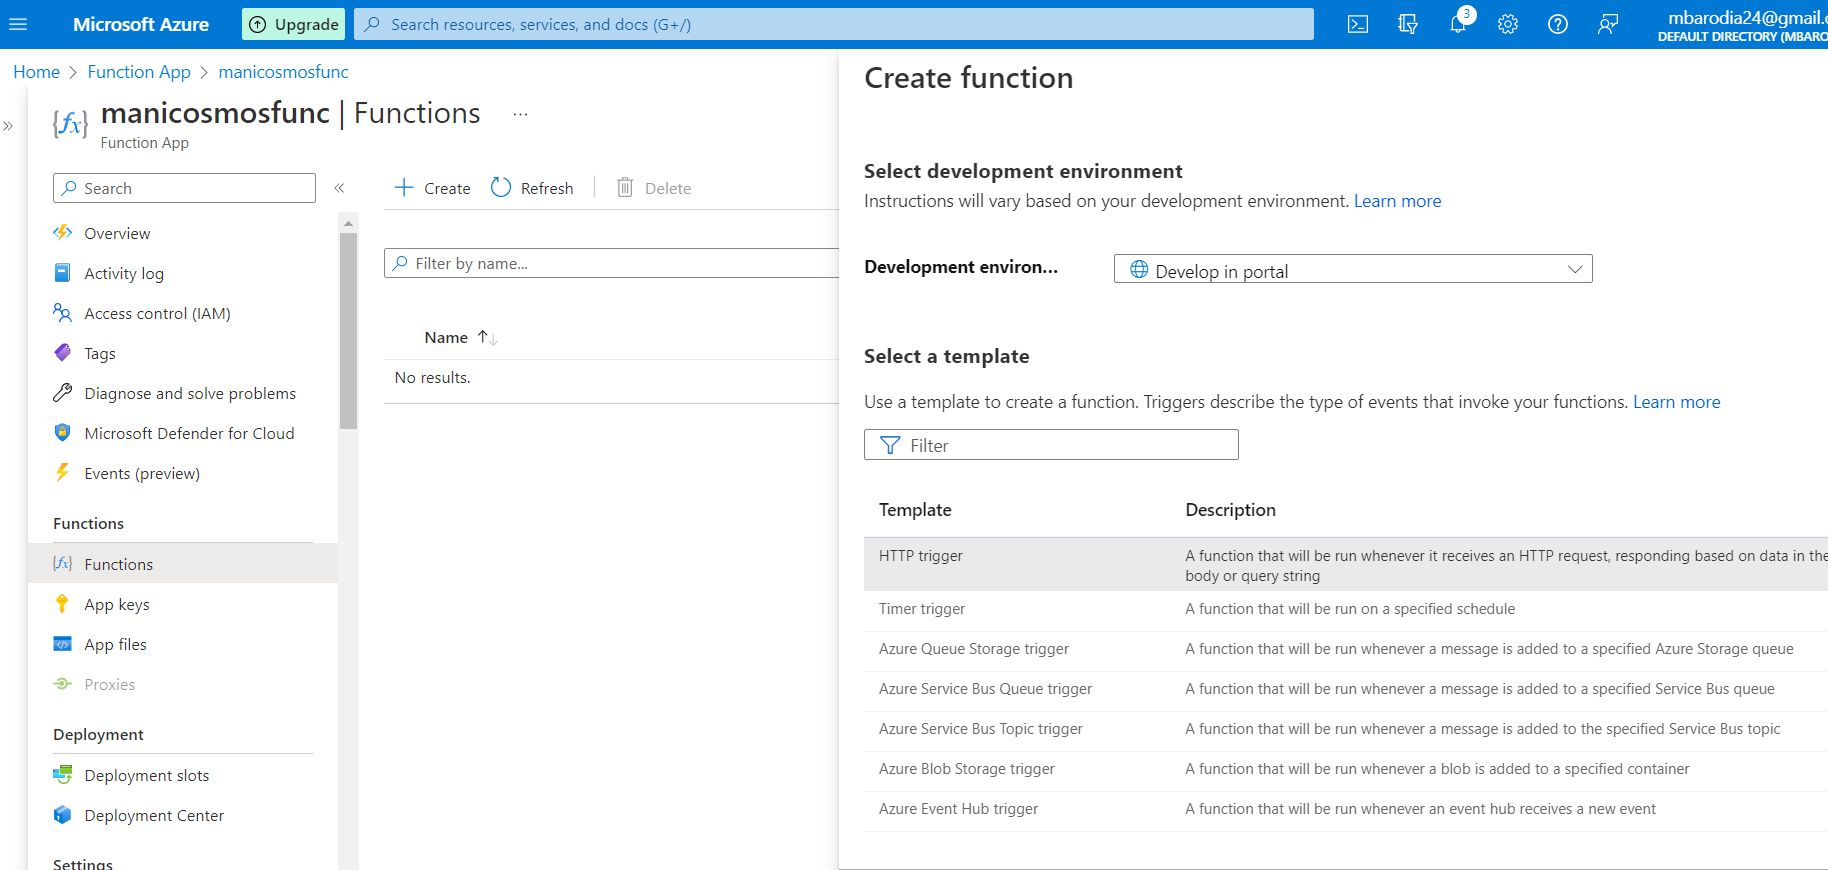 Microsoft Azure
Upgrade
Search resources, services, and docs (G+/)
3
mbarodia24@gmail.c
DEFAULT DIRECTORY (MBARO
Home > Function App > manicosmosfunc
manicosmosfunc | Functions ...
Function App
Search
«
»
Overview
Activity log
Access control (IAM)
Tags
Diagnose and solve problems
Microsoft Defender for Cloud
Events (preview)
Functions
Functions
App keys
App files
Proxies
Deployment
Deployment slots
Deployment Center
Settings
Create
Refresh
Delete
Filter by name...
Name ↑↓
No results.
Create function
Select development environment
Instructions will vary based on your development environment. Learn more
Development environ...
Develop in portal
Select a template
Use a template to create a function. Triggers describe the type of events that invoke your functions. Learn more
Filter
Template Description
HTTP trigger A function that will be run whenever it receives an HTTP request, responding based on data in the
body or query string
Timer trigger A function that will be run on a specified schedule
Azure Queue Storage trigger A function that will be run whenever a message is added to a specified Azure Storage queue
Azure Service Bus Queue trigger A function that will be run whenever a message is added to a specified Service Bus queue
Azure Service Bus Topic trigger A function that will be run whenever a message is added to the specified Service Bus topic
Azure Blob Storage trigger A function that will be run whenever a blob is added to a specified container
Azure Event Hub trigger A function that will be run whenever an event hub receives a new event